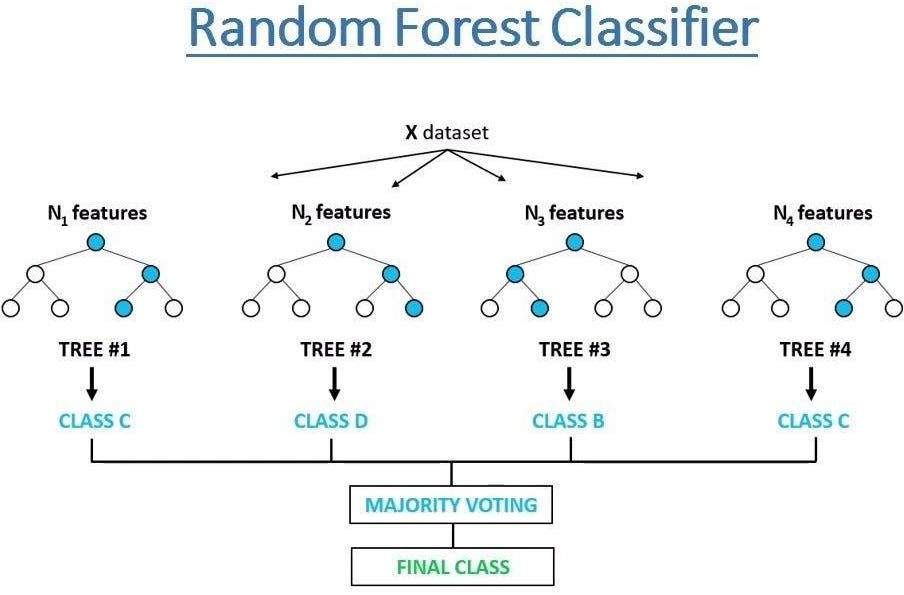 Random Forest Classifier
X dataset
N1 features
N2 features
N3 features
N4 features
TREE #1
TREE #2
TREE #3
TREE #4
CLASS C
CLASS D
CLASS B
CLASS C
MAJORITY VOTING
FINAL CLASS